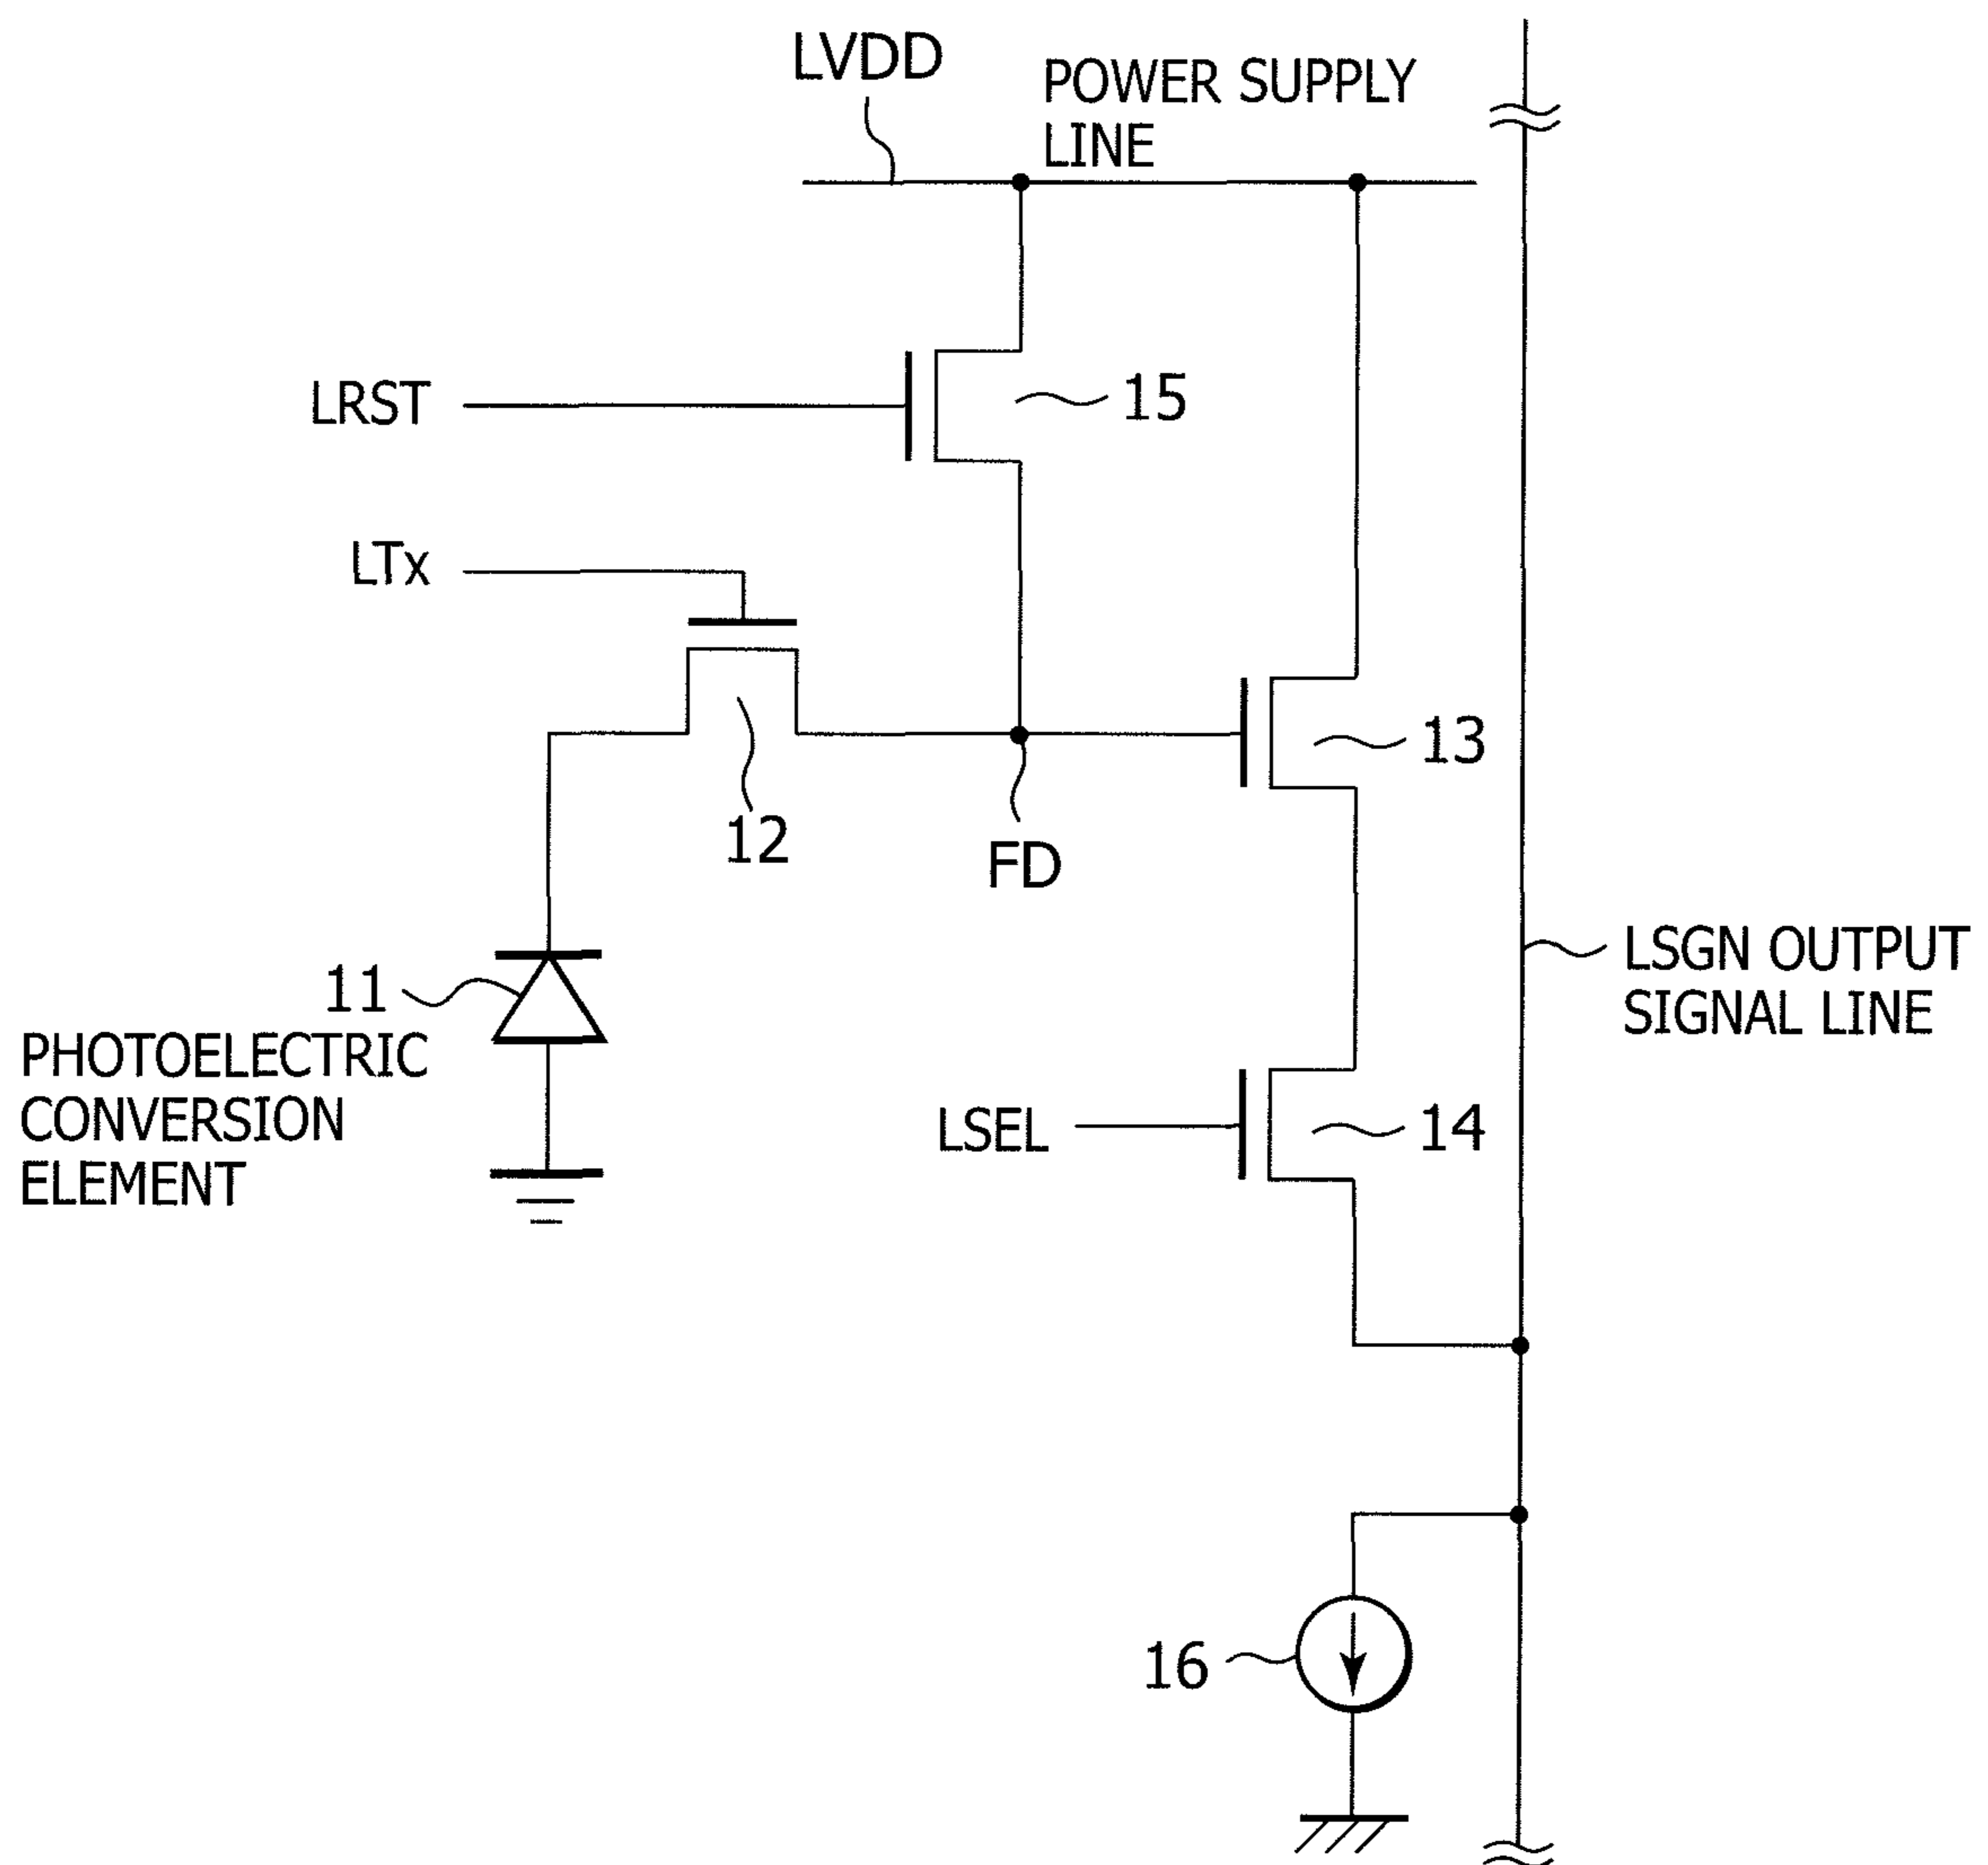 LVDD
POWER SUPPLY
LINE
LRST
15
LTx
13
12
FD
11
PHOTOELECTRIC
CONVERSION
ELEMENT
LSGN OUTPUT
SIGNAL LINE
LSEL
14
16